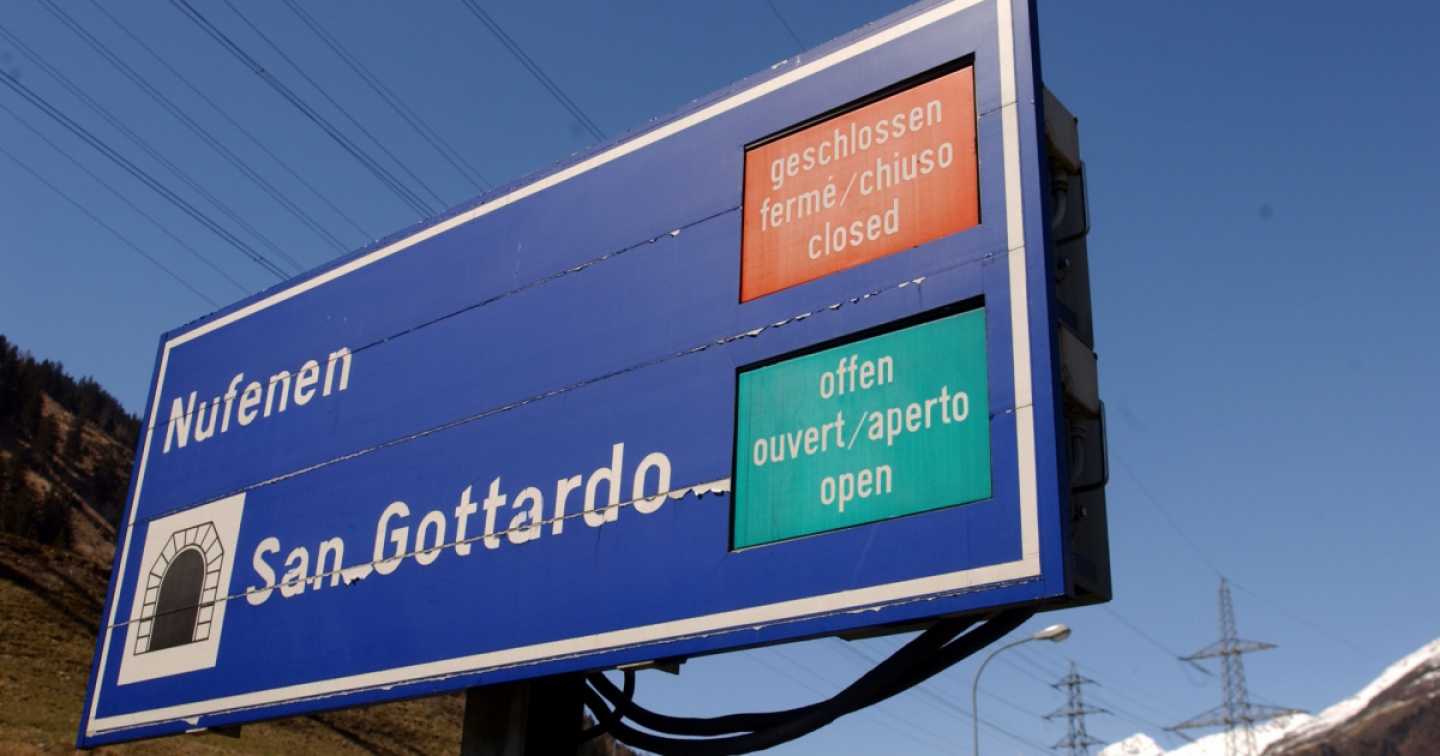 Nufenen
geschlossen
fermé/chiuso
closed
San Gottardo
offen
ouvert/aperto
open